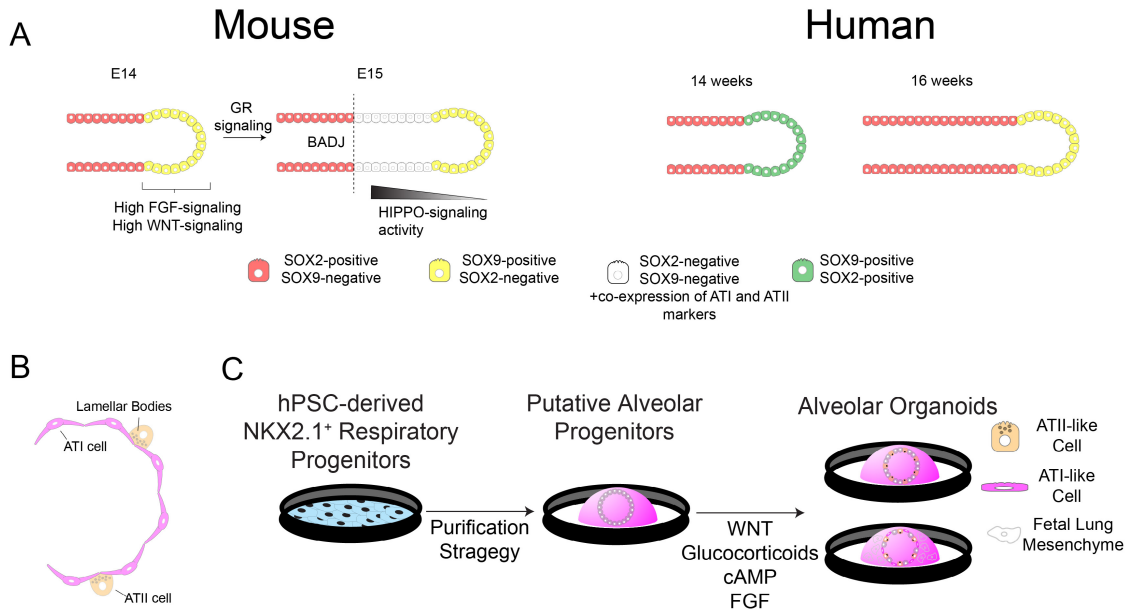 Mouse
Human
A
E14
E15
14 weeks
16 weeks
GR
signaling
BADJ
High FGF-signaling
High WNT-signaling
HIPPO-signaling
activity
SOX2-positive
SOX9-negative
SOX9-positive
SOX2-negative
SOX2-negative
SOX9-negative
+co-expression of ATI and ATII
markers
SOX9-positive
SOX2-positive
B
Lamellar Bodies
ATI cell
ATII cell
C
hPSC-derived
NKX2.1⁺ Respiratory
Progenitors
Purification
Stragegy
Putative Alveolar
Progenitors
WNT
Glucocorticoids
cAMP
FGF
Alveolar Organoids
ATII-like
Cell
ATI-like
Cell
Fetal Lung
Mesenchyme